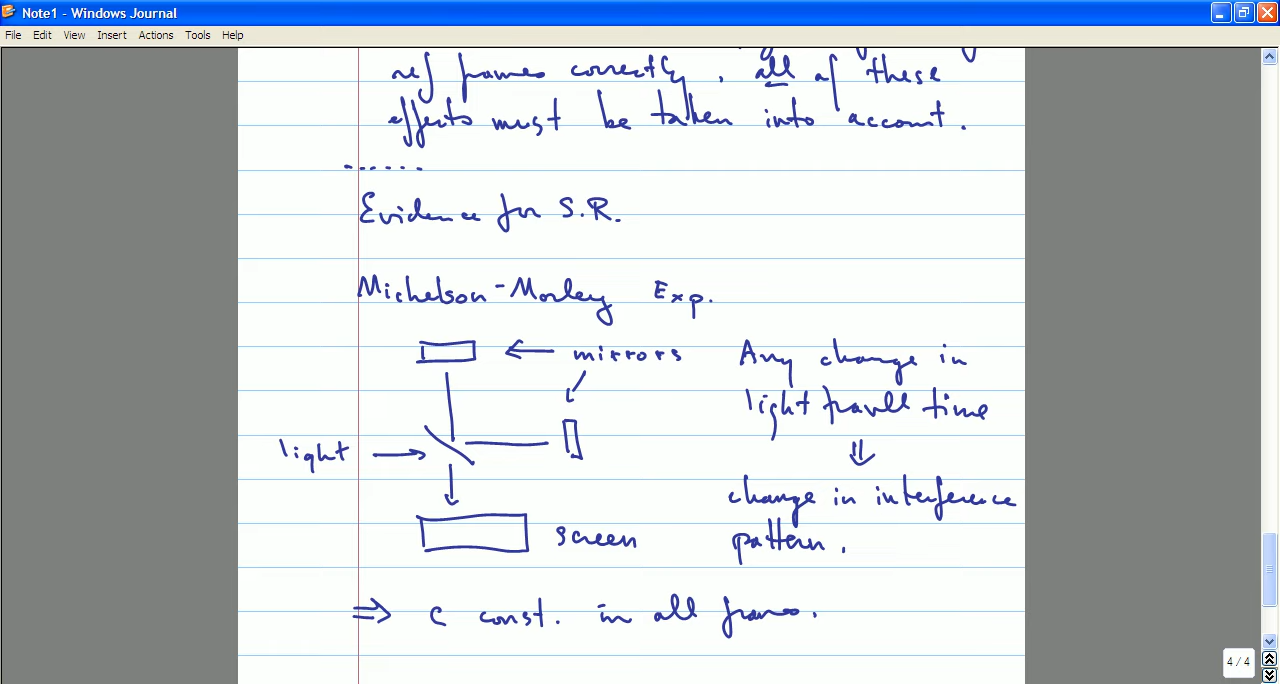 Note1 - Windows Journal
File Edit View Insert Actions Tools Help
ref frames correctly, all of these
effects must be taken into account.
Evidence for S.R.
Michelson-Morley Exp.
mirrors
Any change in
light travell time
light
⇓
change in interference
screen
pattern.
⇒ c const. in all frames.
4 / 4